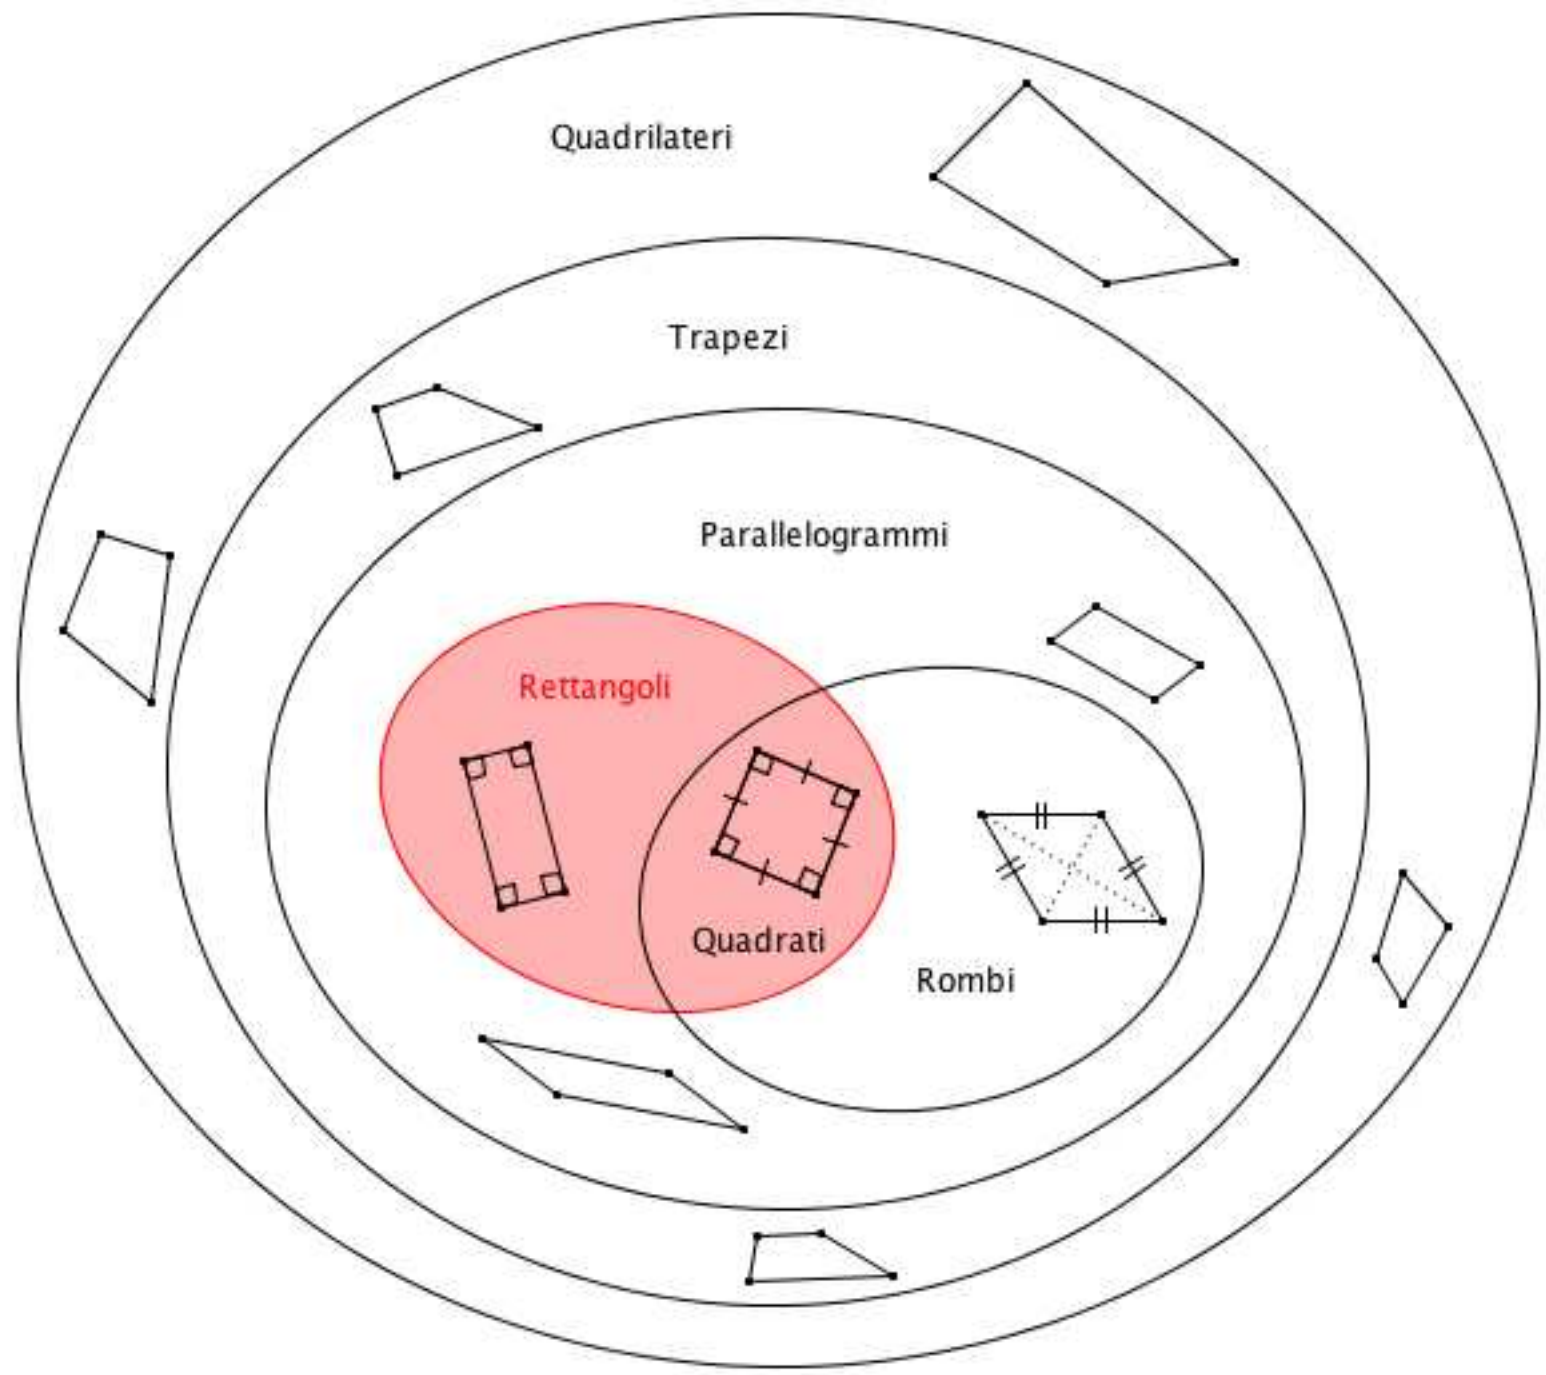 Quadrilateri
Trapezi
Parallelogrammi
Rettangoli
Quadrati
Rombi